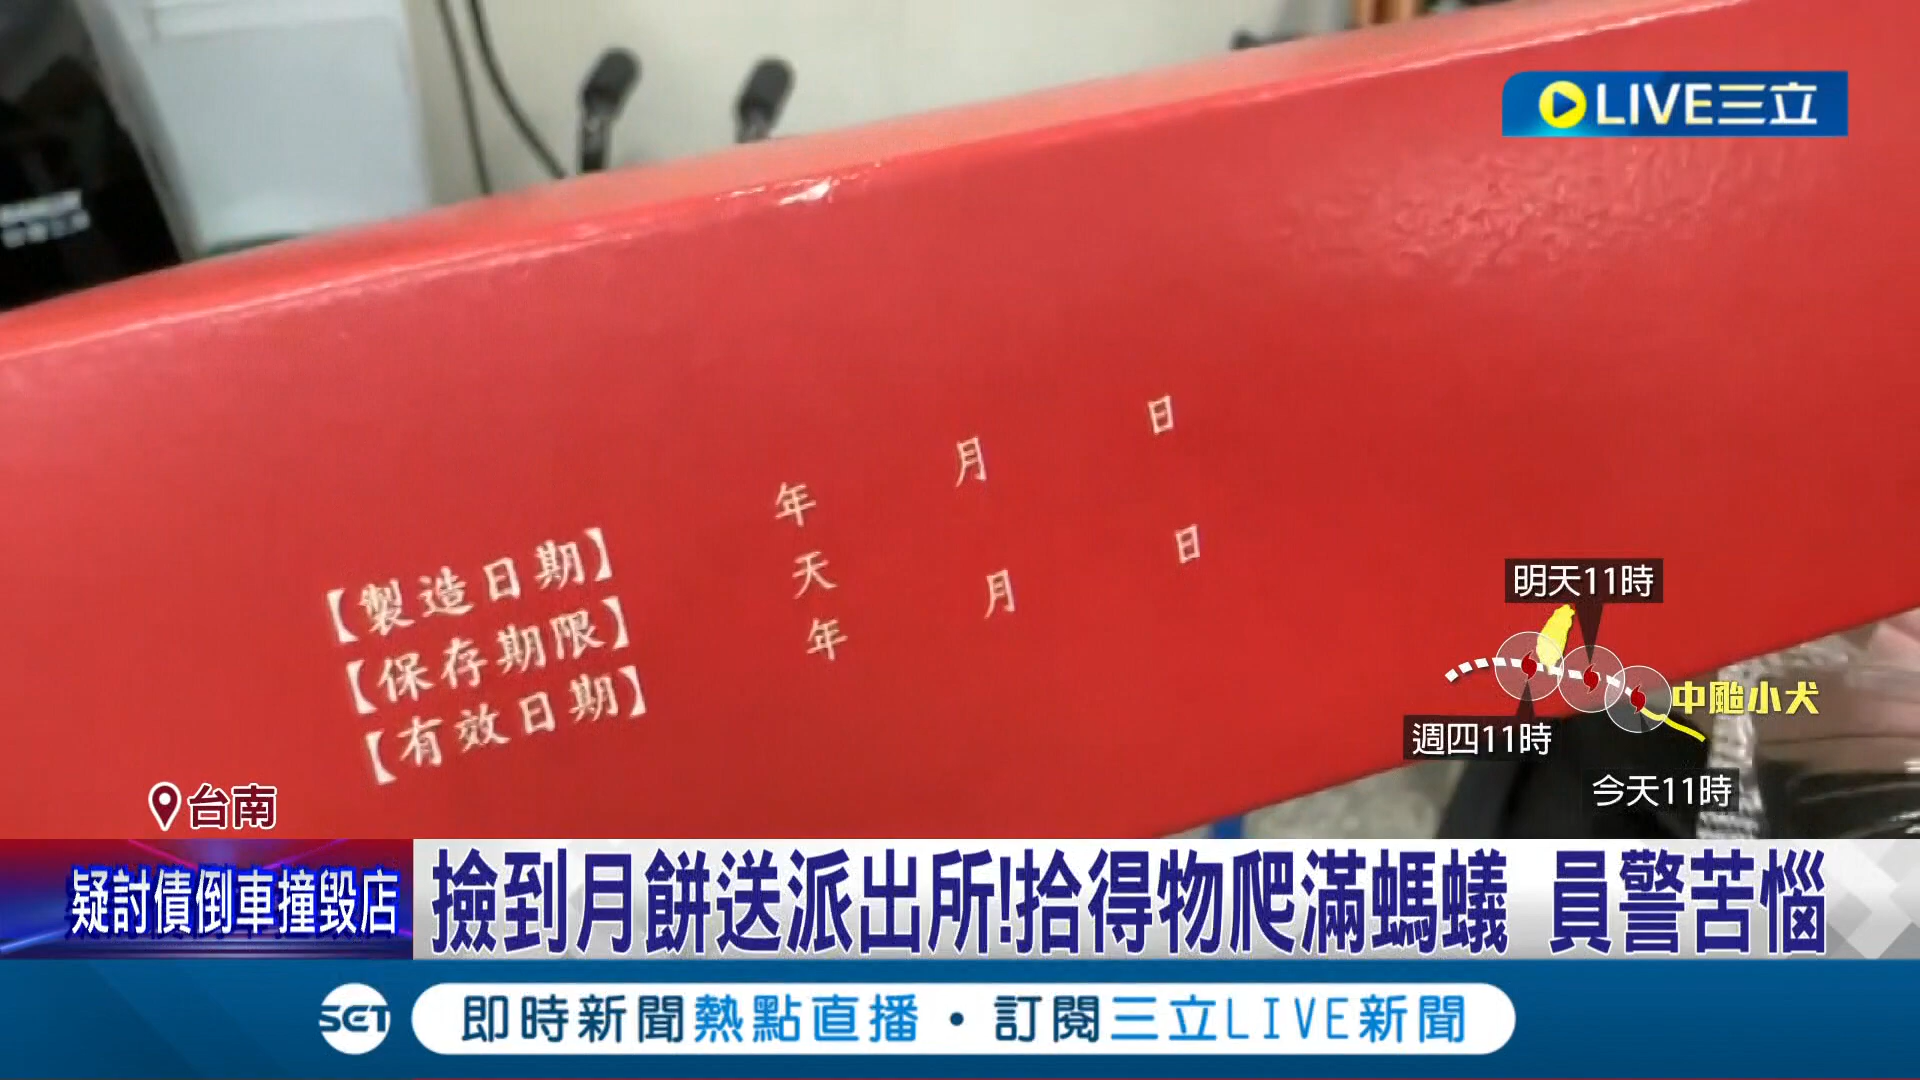 LIVE三立
年 月 日
【製造日期】
天
【保存期限】
年 月 日
【有效日期】
明天11時
中颱小犬
週四11時
今天11時
台南
疑討債倒車撞毀店
撿到月餅送派出所!拾得物爬滿螞蟻 員警苦惱
SET 即時新聞熱點直播・訂閱三立LIVE新聞